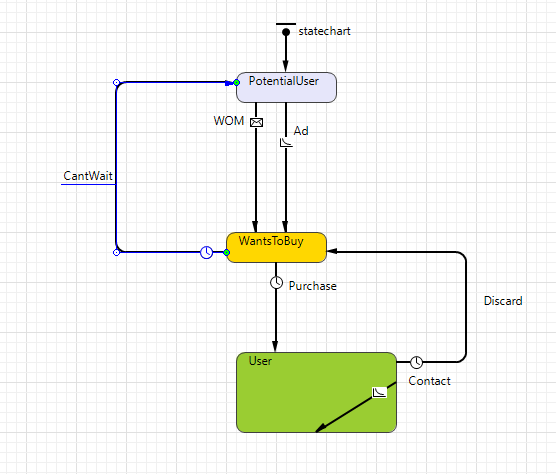 statechart
PotentialUser
WOM
Ad
CantWait
WantsToBuy
Purchase
Discard
User
Contact